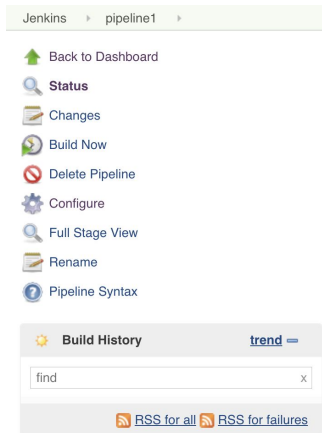 Jenkins pipeline1
Back to Dashboard
Status
Changes
Build Now
Delete Pipeline
Configure
Full Stage View
Rename
Pipeline Syntax
Build History trend
find x
RSS for all RSS for failures